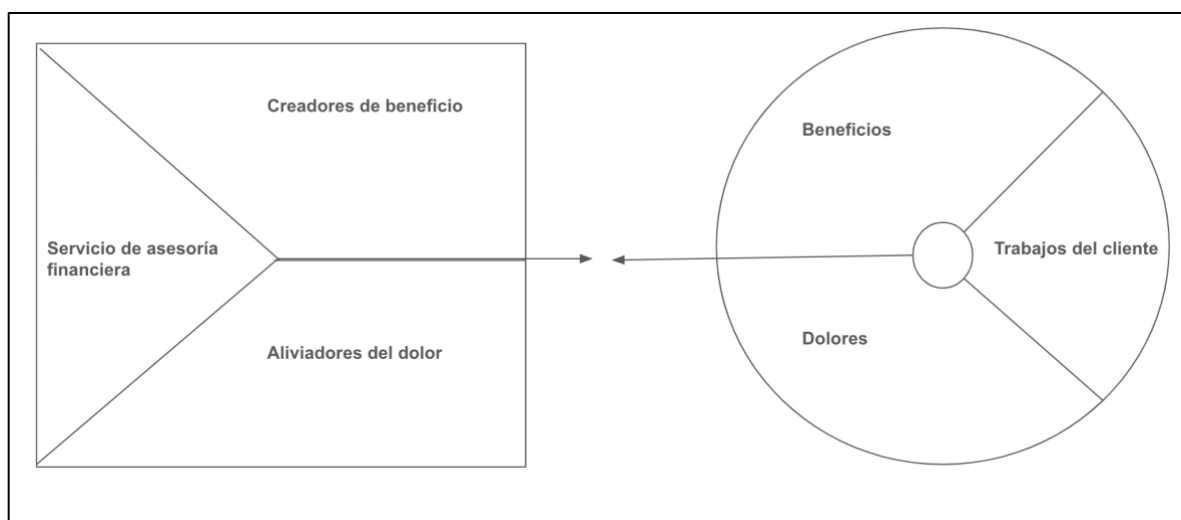 Creadores de beneficio
Servicio de asesoría
financiera
Aliviadores del dolor
Beneficios
Trabajos del cliente
Dolores